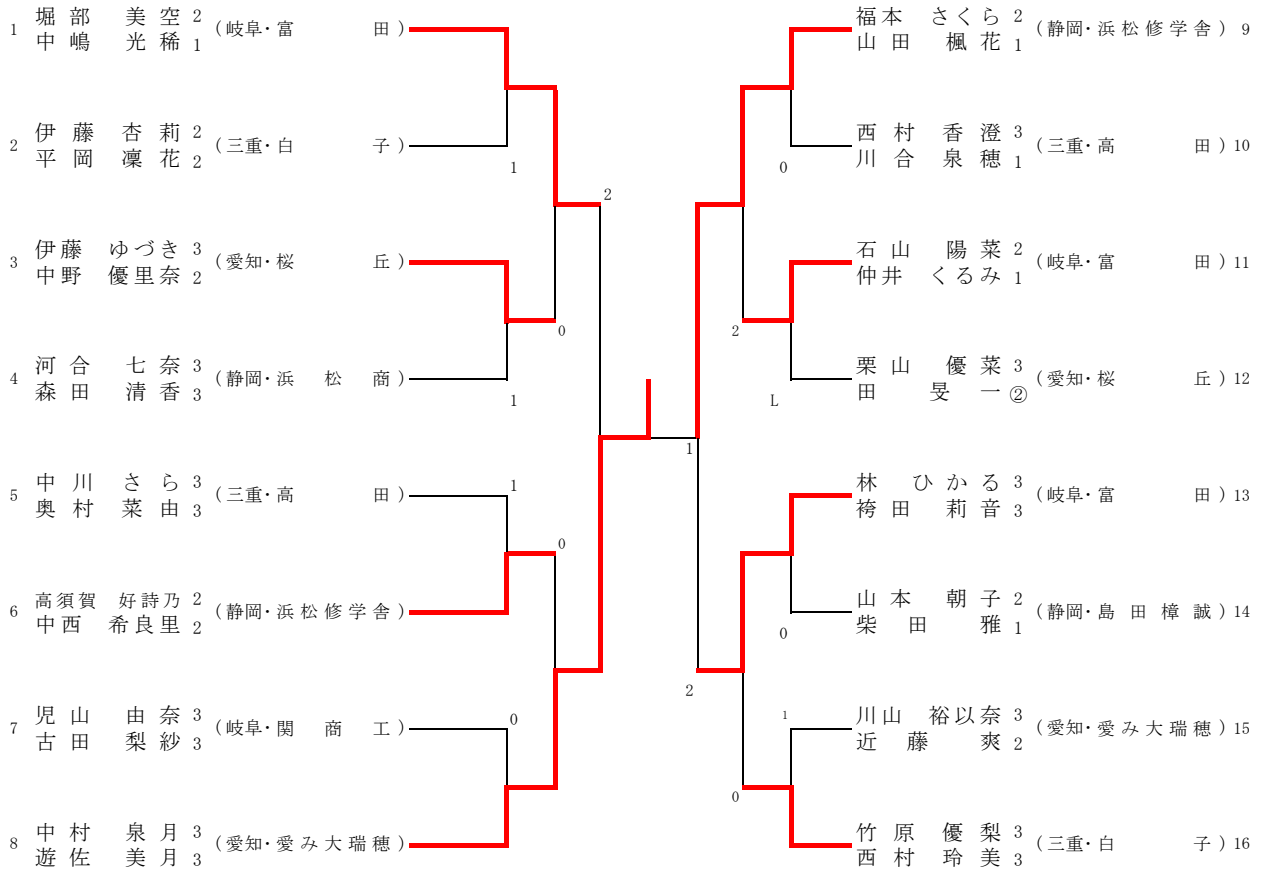 1 堀部 美空 2 (岐阜・富 田)
中嶋 光稀 1
2 伊藤 杏莉 2 (三重・白 子)
平岡 凜花 2
1
2
3 伊藤 ゆづき 3 (愛知・桜 丘)
中野 優里奈 2
0
4 河合 七奈 3 (静岡・浜 松 商)
森田 清香 3
1
5 中川 さら 3 (三重・高 田)
奥村 菜由 3
1
0
6 高須賀 好詩乃 2 (静岡・浜松修学舎)
中西 希良里 2
7 児山 由奈 3 (岐阜・関 商 工)
古田 梨紗 3
0
8 中村 泉月 3 (愛知・愛み大瑞穂)
遊佐 美月 3
1
福本 さくら 2 (静岡・浜松修学舎) 9
山田 楓花 1
西村 香澄 3 (三重・高 田) 10
川合 泉穂 1
0
石山 陽菜 2 (岐阜・富 田) 11
仲井 くるみ 1
2
栗山 優菜 3 (愛知・桜 丘) 12
田 旻一 ②
L
林 ひかる 3 (岐阜・富 田) 13
袴田 莉音 3
山本 朝子 2 (静岡・島田樟誠) 14
柴田 雅 1
0
2
川山 裕以奈 3 (愛知・愛み大瑞穂) 15
近藤 爽 2
1
0
竹原 優梨 3 (三重・白 子) 16
西村 玲美 3